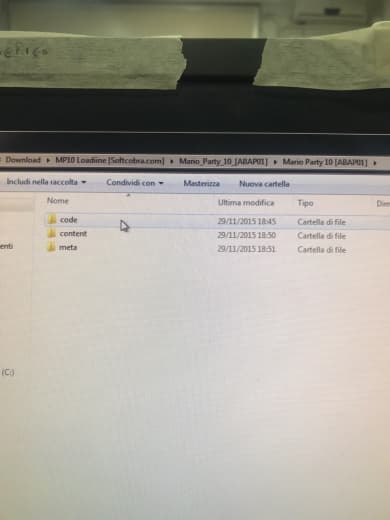 Download ▸ MP10 Loadiine [Softcobra.com] ▸ Mario_Party_10_[ABAP01] ▸ Mario Party 10 [ABAP01] ▸
Includi nella raccolta ▾ Condividi con ▾ Masterizza Nuova cartella
Nome Ultima modifica Tipo Dim
code 29/11/2015 18:45 Cartella di file
content 29/11/2015 18:50 Cartella di file
meta 29/11/2015 18:51 Cartella di file
enti
(C:)